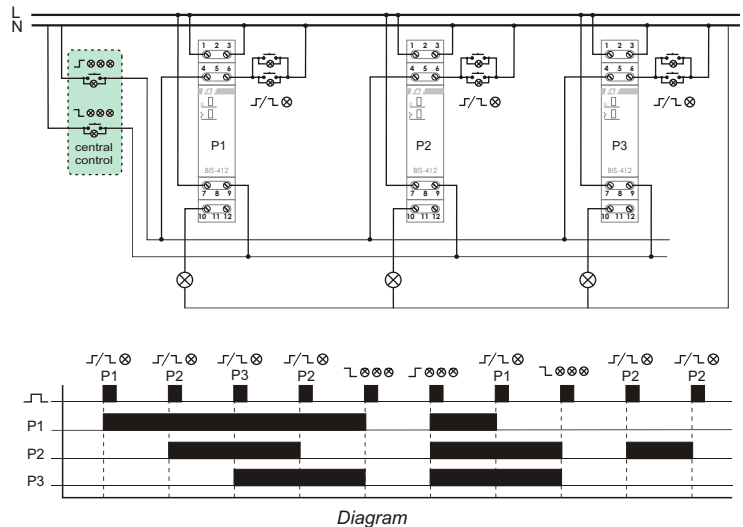 L
N
1 2 3
1 2 3
1 2 3
4 5 6
4 5 6
4 5 6
central
control
P1
P2
P3
BIS-412
BIS-412
BIS-412
7 8 9
7 8 9
7 8 9
10 11 12
10 11 12
10 11 12
P1 P2 P3 P2 P1 P2 P2
P1
P2
P3
Diagram